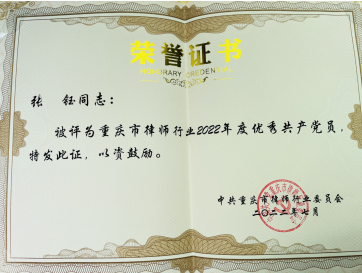 荣誉证书
HONORARY CREDENTIAL
张 钰同志:
被评为重庆市律师行业2022年度优秀共产党员,
特发此证,以资鼓励。
中共重庆市律师行业委员会
二〇二二年七月